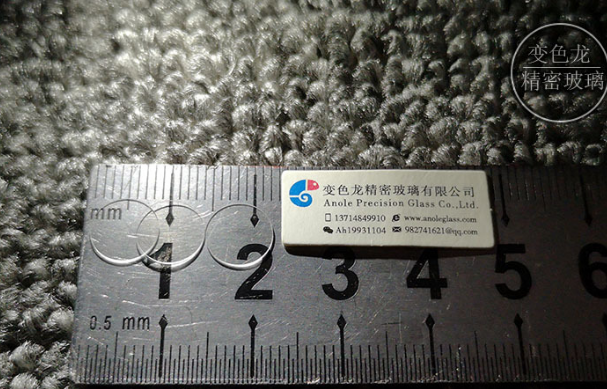 变色龙
精密玻璃
变色龙精密玻璃有限公司
Anole Precision Glass Co.,Ltd.
13714849910 www.anoleglass.com
Ah19931104 982741621@qq.com
mm
1 2 3 4 5 6
0.5 mm